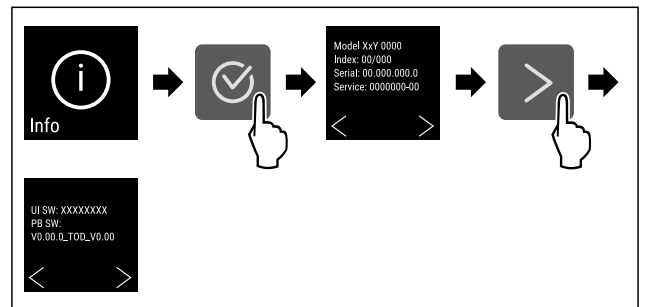 Info
Model XxY 0000
Index: 00/000
Serial: 00.000.000.0
Service: 0000000-00
UI SW: XXXXXXXX
PB SW:
V0.00.0_TOD_V0.00